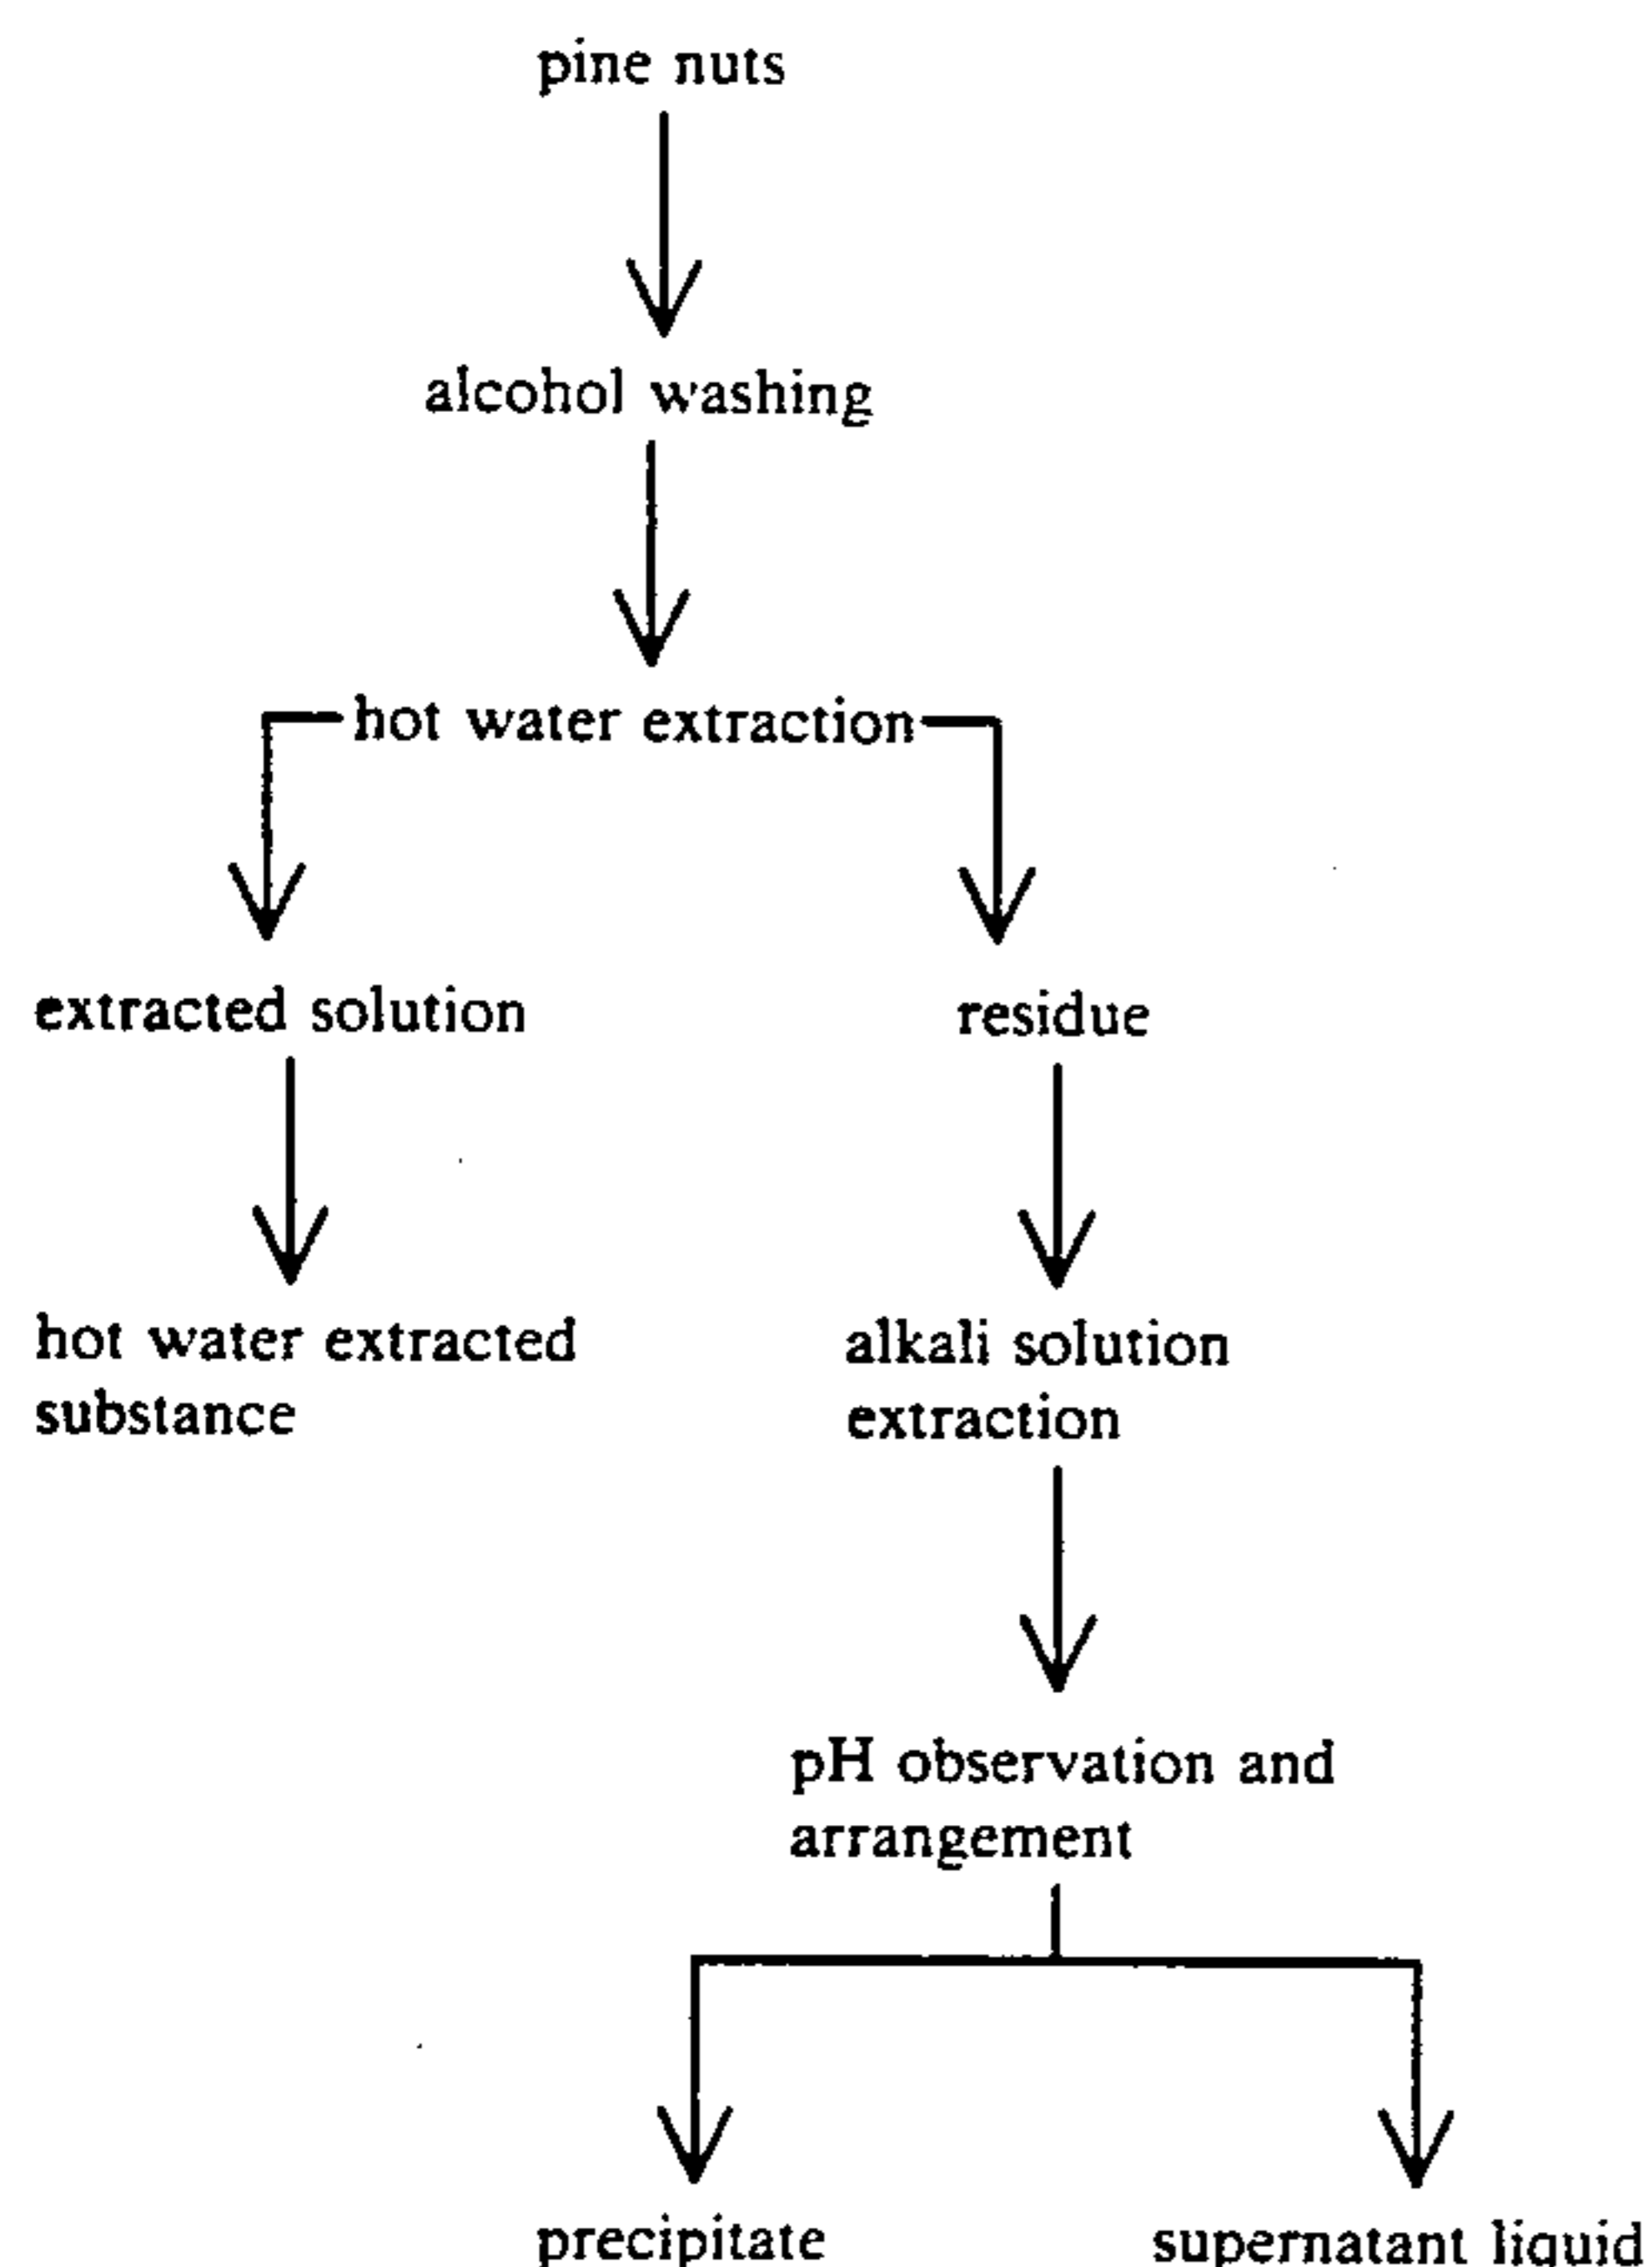 pine nuts
alcohol washing
hot water extraction
extracted solution
residue
hot water extracted
substance
alkali solution
extraction
pH observation and
arrangement
precipitate
supernatant liquid